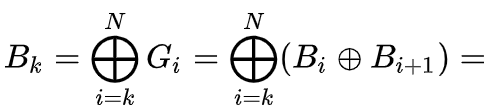 B_k = \bigoplus_{i=k}^{N} G_i = \bigoplus_{i=k}^{N} (B_i \oplus B_{i+1}) =